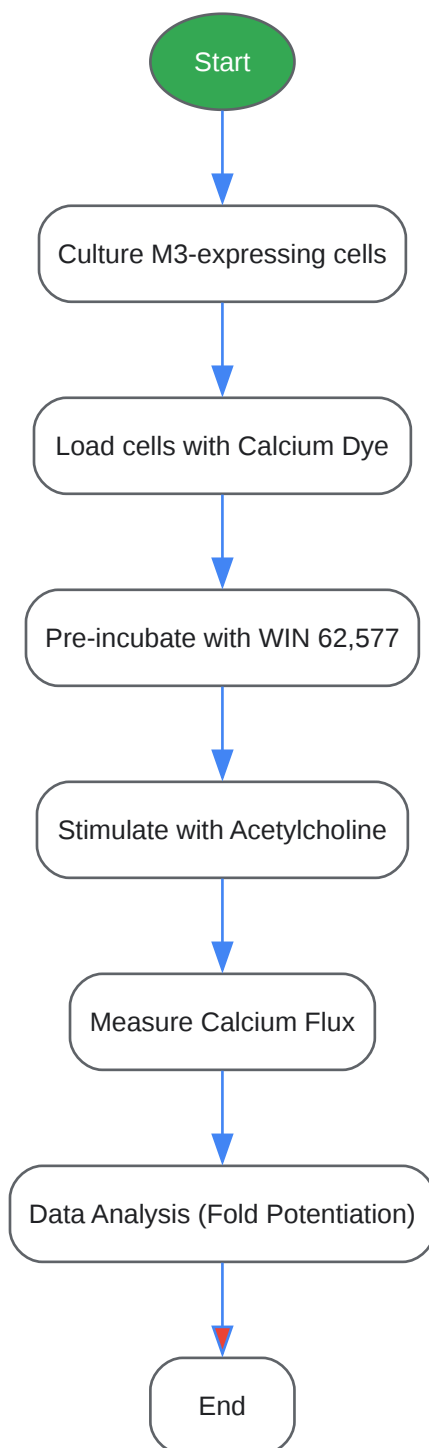 Start
Culture M3-expressing cells
Load cells with Calcium Dye
Pre-incubate with WIN 62,577
Stimulate with Acetylcholine
Measure Calcium Flux
Data Analysis (Fold Potentiation)
End